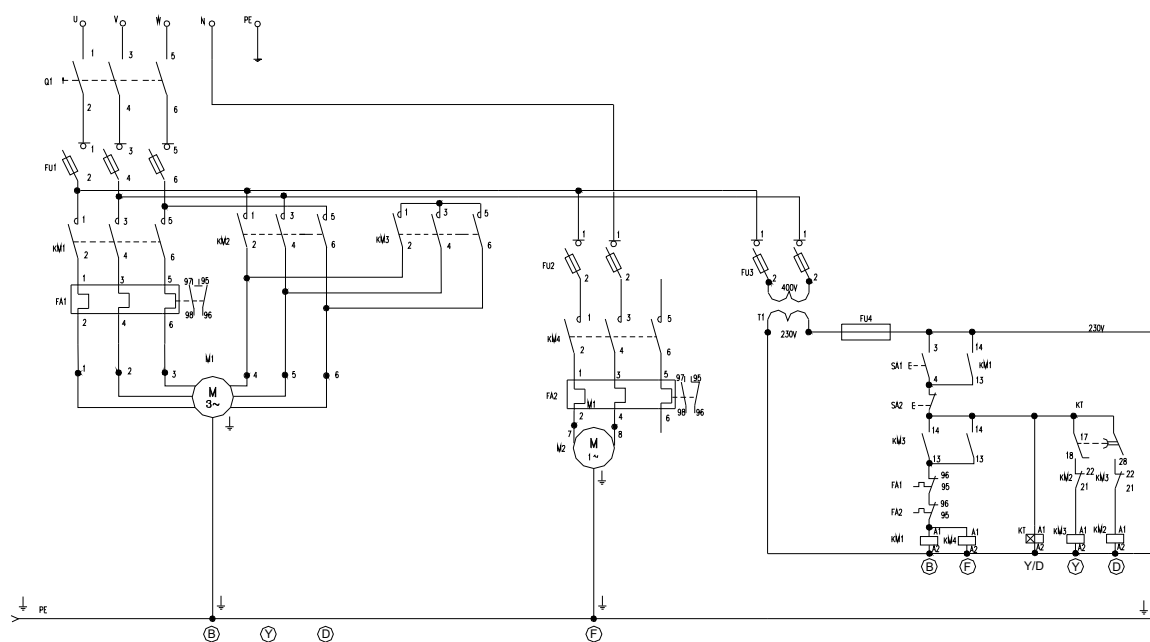 U V W N PE
1 3 5
Q1
2 4 6
1 3 5
FU1
2 4 6
1 3 5 1 3 5 1 3 5
KM1 KM2 KM3
2 4 6 2 4 6 2 4 6
1 1 1 1
FU2 2 2 FU3 2 2
400V
1 3 5 97 95
FA1
2 4 6 98 96
T1 230V FU4 230V
1 3 5
KM4
2 4 6
3 14
SA1 E KM1
4 13
M1
1 2 3 4 5 6
M
3~
1 3 5 97 95
FA2 M1
2 4 6 98 96
7 8
M2 M
1~
SA2 E
KT
14 14 17
KM3
13 13 18 28
96 KM2 22 KM3 22
FA1 95 21 21
96
FA2 95
KM1 A1 KM4 A1 KT A1 KM3 A1 KM2 A1
A2 A2 A2 A2 A2
B F Y/D Y D
PE
B Y D F